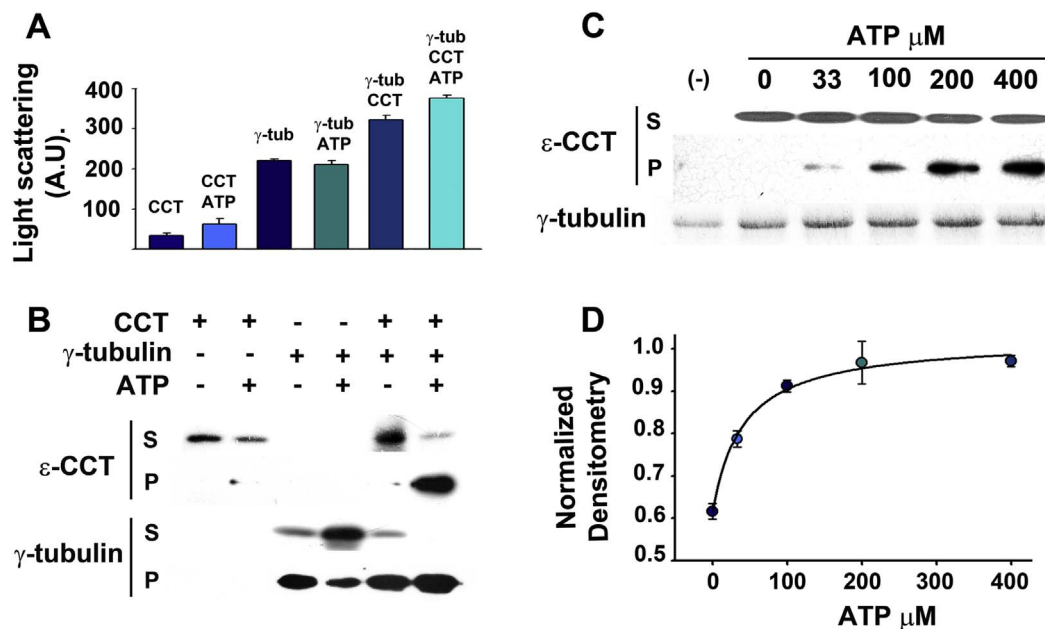 A
Light scattering
(A.U).
400
300
200
100
CCT
CCT
ATP
γ-tub
γ-tub
ATP
γ-tub
CCT
γ-tub
CCT
ATP
B
CCT + + - - + +
γ-tubulin - - + + + +
ATP - + - + - +
ε-CCT
S
P
γ-tubulin
S
P
C
ATP μM
(-) 0 33 100 200 400
ε-CCT
S
P
γ-tubulin
D
Normalized
Densitometry
1.0
0.9
0.8
0.7
0.6
0.5
0 100 200 300 400
ATP μM